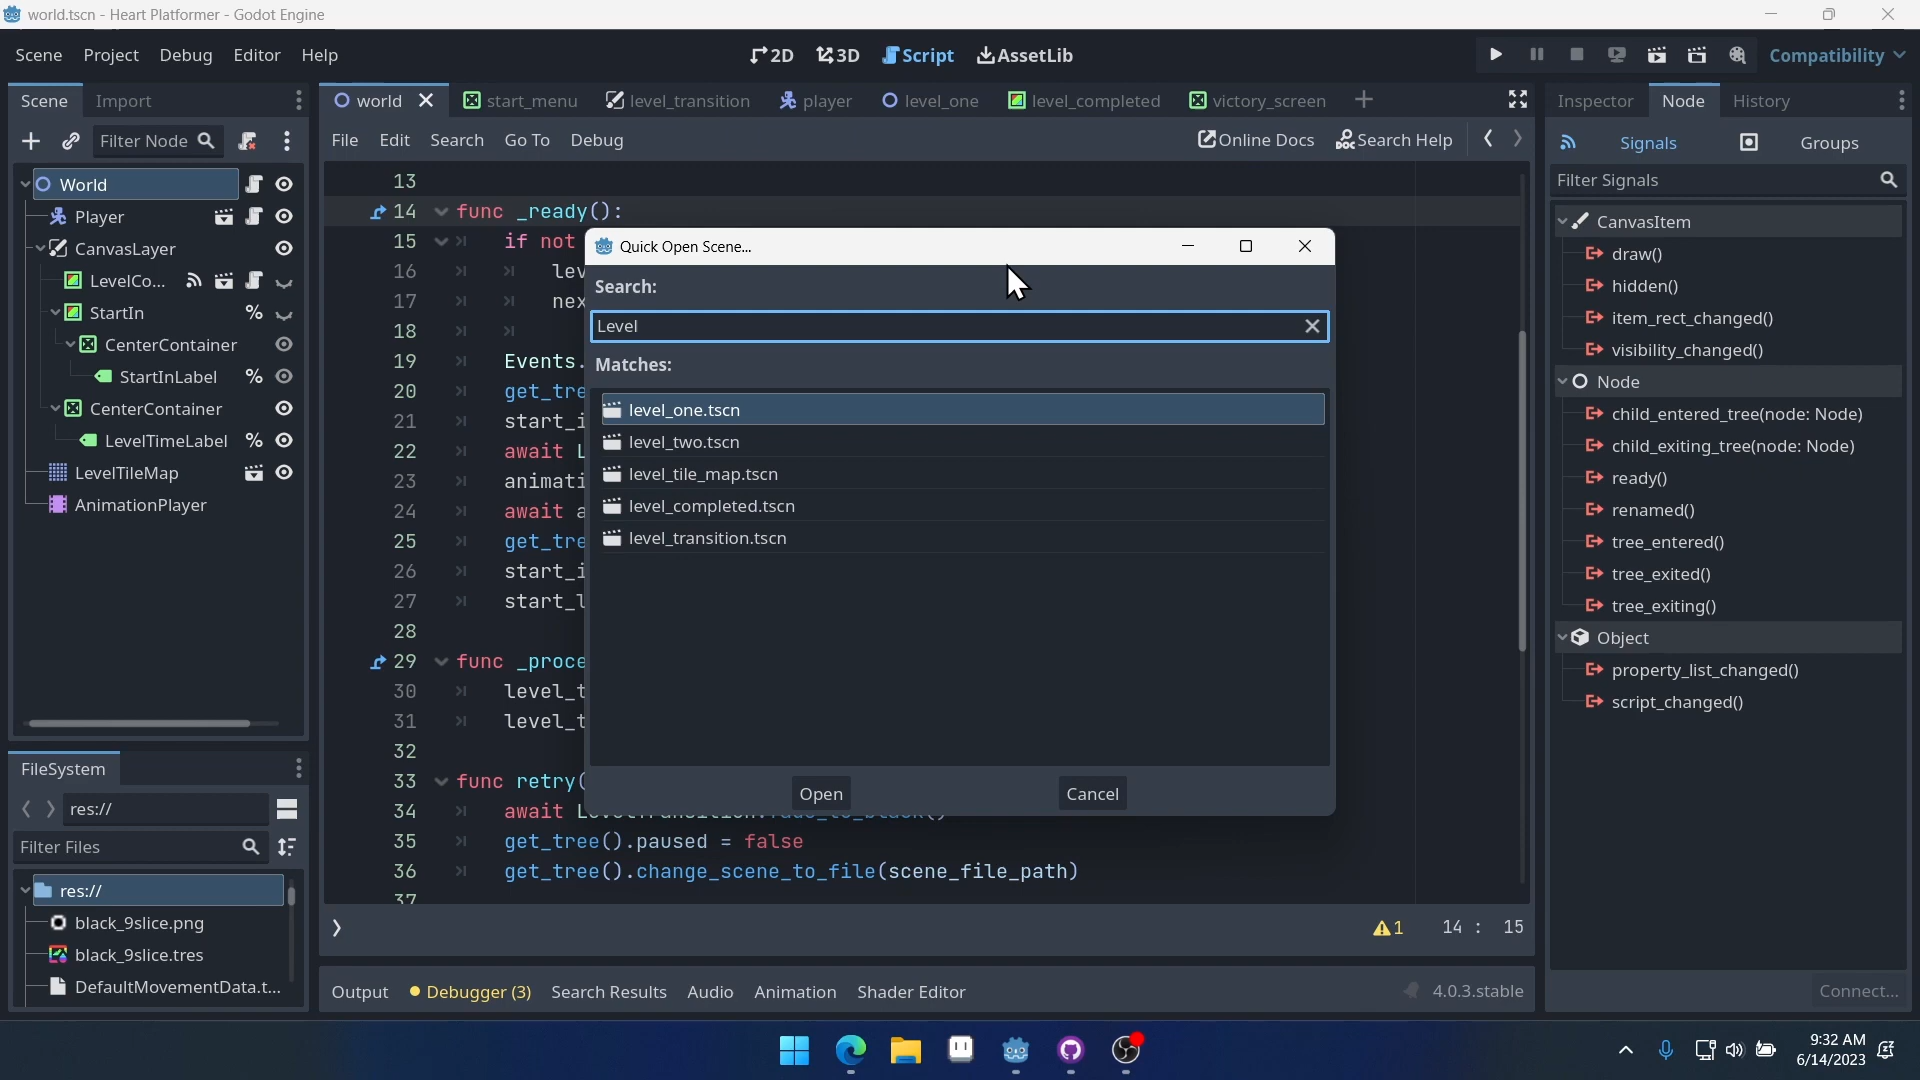 world.tscn - Heart Platformer - Godot Engine
Scene Project Debug Editor Help
2D 3D Script AssetLib
Compatibility
Scene Import
world start_menu level_transition player level_one level_completed victory_screen
Inspector Node History
Filter Node
File Edit Search Go To Debug
Online Docs Search Help
Signals Groups
Filter Signals
World
Player
CanvasLayer
LevelCo...
StartIn
CenterContainer
StartInLabel
CenterContainer
LevelTimeLabel
LevelTileMap
AnimationPlayer
13
14 func _ready():
15 if not
16
17
18
19 Events.
20 get_tre
21 start_i
22 await L
23 animati
24 await a
25 get_tre
26 start_i
27 start_l
28
29 func _proce
30 level_t
31 level_t
32
33 func retry(
34 await
35 get_tree().paused = false
36 get_tree().change_scene_to_file(scene_file_path)
37
Quick Open Scene...
Search:
Level
Matches:
level_one.tscn
level_two.tscn
level_tile_map.tscn
level_completed.tscn
level_transition.tscn
Open Cancel
CanvasItem
draw()
hidden()
item_rect_changed()
visibility_changed()
Node
child_entered_tree(node: Node)
child_exiting_tree(node: Node)
ready()
renamed()
tree_entered()
tree_exited()
tree_exiting()
Object
property_list_changed()
script_changed()
Connect...
FileSystem
res://
Filter Files
res://
black_9slice.png
black_9slice.tres
DefaultMovementData.t...
1 14 : 15
Output Debugger (3) Search Results Audio Animation Shader Editor
4.0.3.stable
9:32 AM
6/14/2023